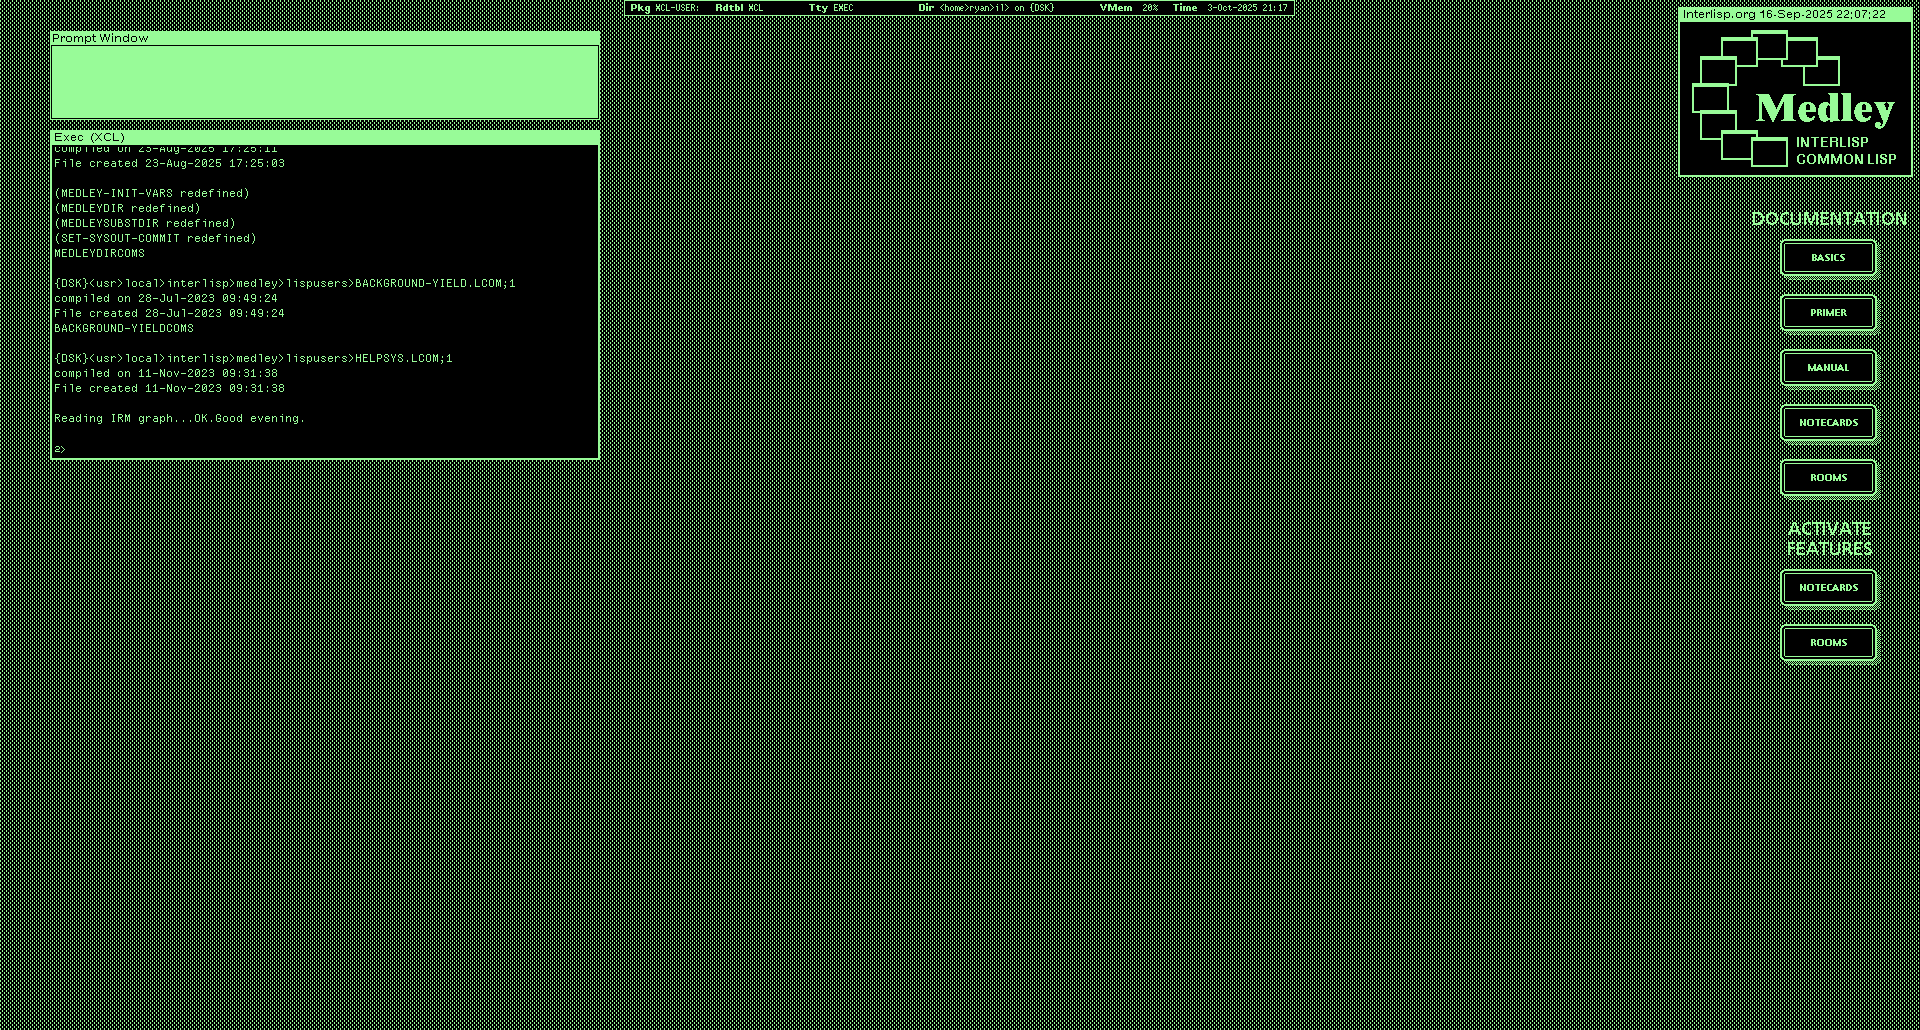 Pkg XCL-USER: Rdtbl XCL Tty EXEC Dir <home>ryan>il> on {DSK} VMem 20% Time 3-Oct-2025 21:17
Prompt Window
Exec (XCL)
compiled on 23-Aug-2025 17:25:11
File created 23-Aug-2025 17:25:03
(MEDLEY-INIT-VARS redefined)
(MEDLEYDIR redefined)
(MEDLEYSUBSTDIR redefined)
(SET-SYSOUT-COMMIT redefined)
MEDLEYDIRCOMS
{DSK}<usr>local>interlisp>medley>lispusers>BACKGROUND-YIELD.LCOM;1
compiled on 28-Jul-2023 09:49:24
File created 28-Jul-2023 09:49:24
BACKGROUND-YIELDCOMS
{DSK}<usr>local>interlisp>medley>lispusers>HELPSYS.LCOM;1
compiled on 11-Nov-2023 09:31:38
File created 11-Nov-2023 09:31:38
Reading IRM graph...OK.Good evening.
2>
Interlisp.org 16-Sep-2025 22:07:22
Medley
INTERLISP
COMMON LISP
DOCUMENTATION
BASICS
PRIMER
MANUAL
NOTECARDS
ROOMS
ACTIVATE
FEATURES
NOTECARDS
ROOMS